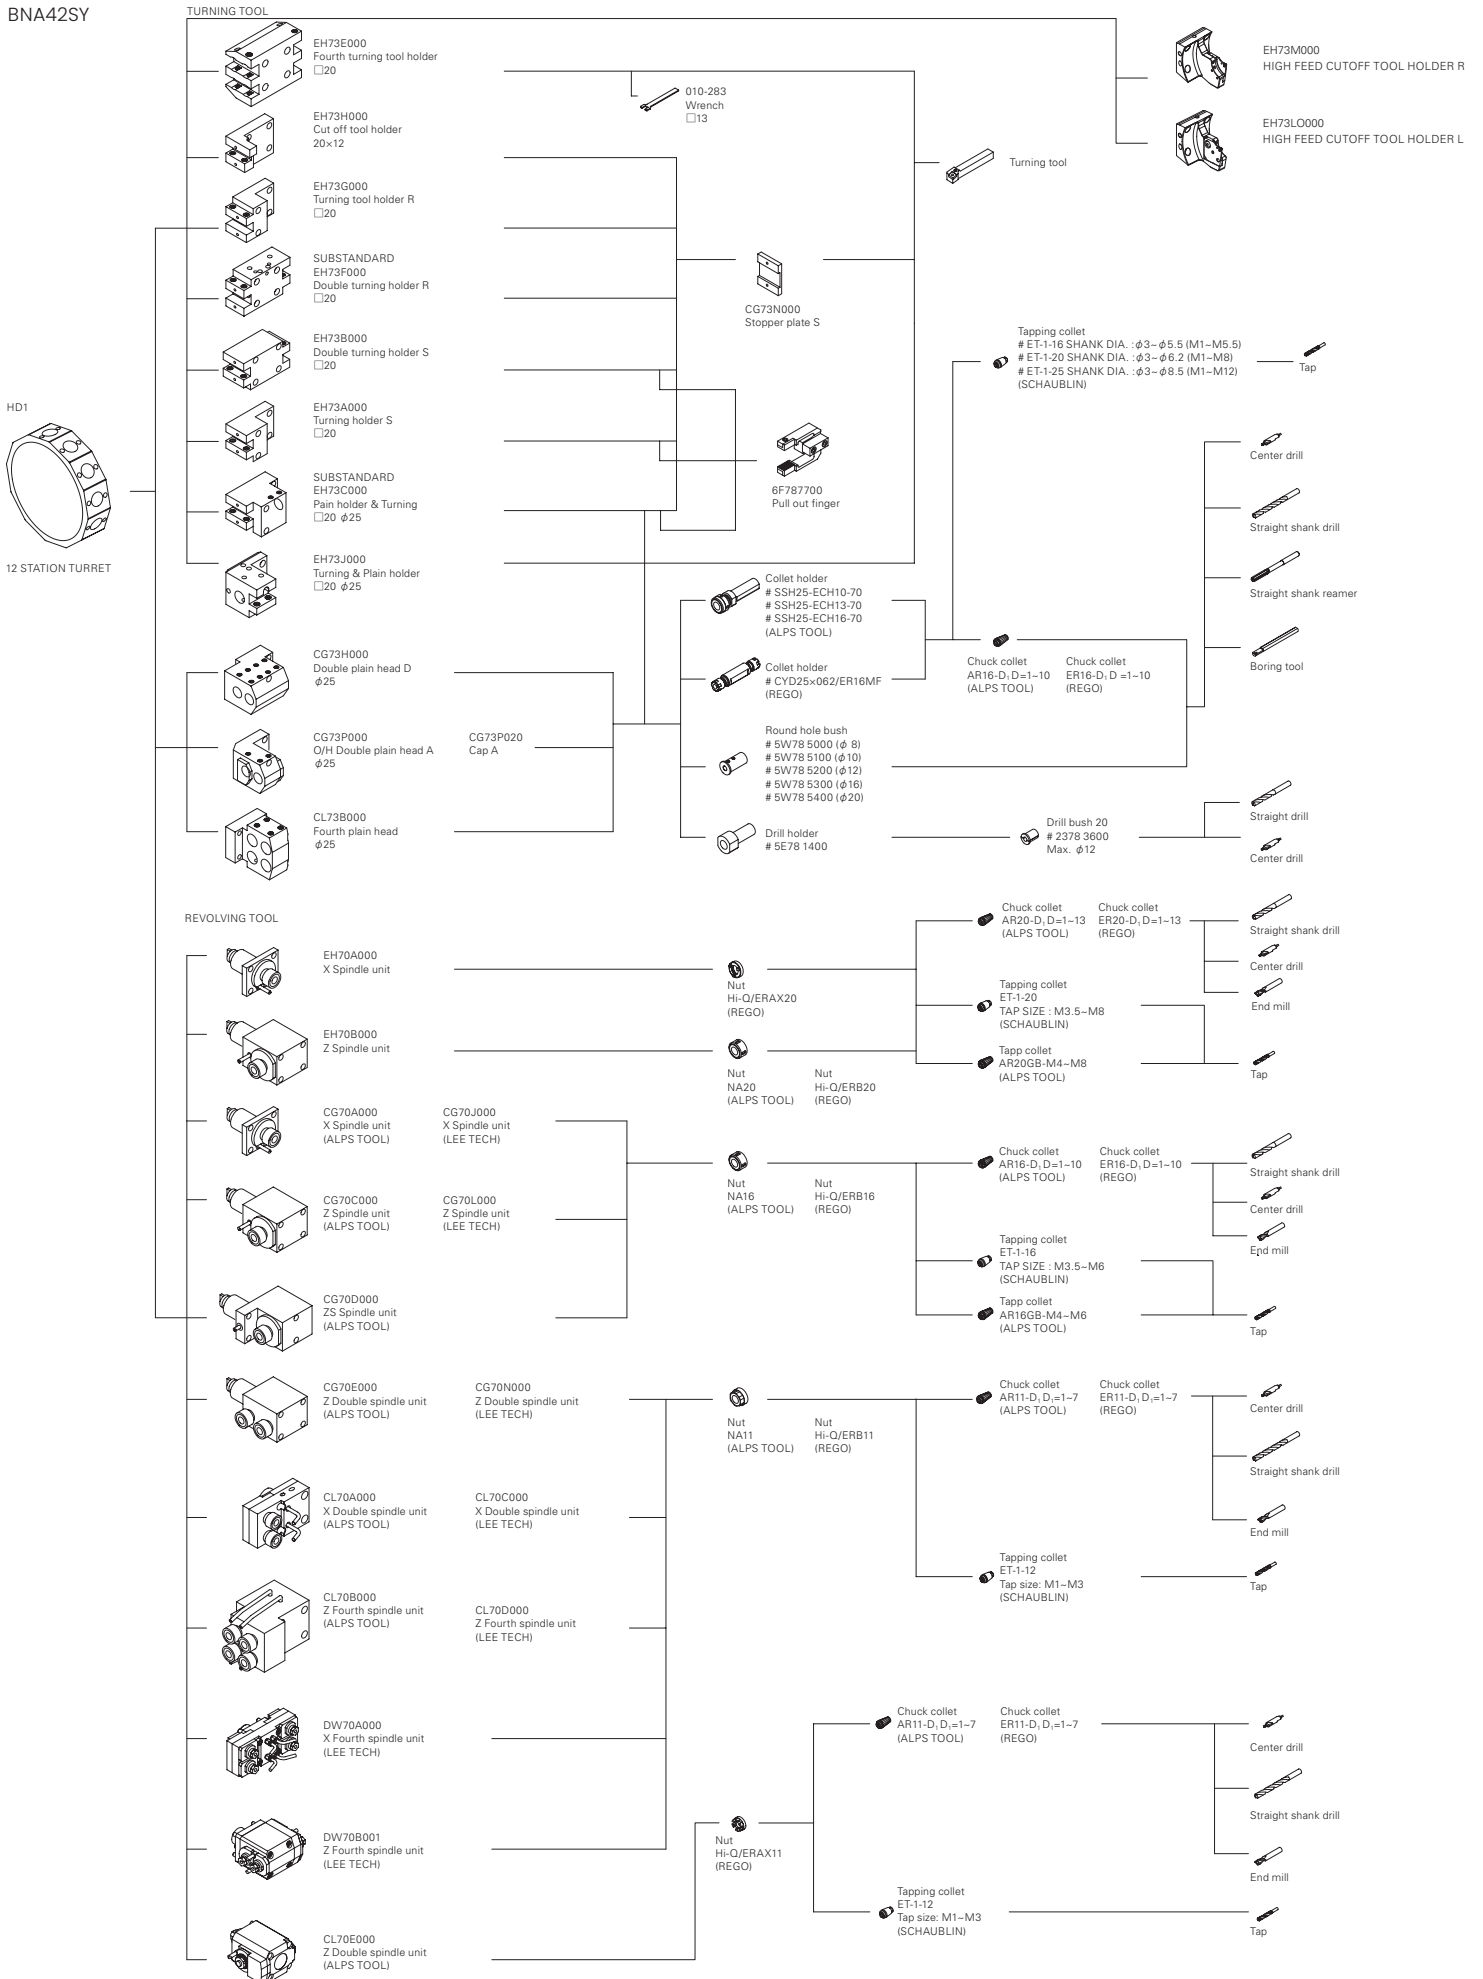 BNA42SY
TURNING TOOL
EH73E000
Fourth turning tool holder
□20
010-283
Wrench
□13
EH73M000
HIGH FEED CUTOFF TOOL HOLDER R
EH73LO000
HIGH FEED CUTOFF TOOL HOLDER L
EH73H000
Cut off tool holder
20×12
Turning tool
EH73G000
Turning tool holder R
□20
SUBSTANDARD
EH73F000
Double turning holder R
□20
CG73N000
Stopper plate S
EH73B000
Double turning holder S
□20
Tapping collet
# ET-1-16 SHANK DIA. :ϕ3~ϕ5.5 (M1~M5.5)
# ET-1-20 SHANK DIA. :ϕ3~ϕ6.2 (M1~M8)
# ET-1-25 SHANK DIA. :ϕ3~ϕ8.5 (M1~M12)
(SCHAUBLIN)
Tap
HD1
12 STATION TURRET
EH73A000
Turning holder S
□20
6F787700
Pull out finger
Center drill
Straight shank drill
Straight shank reamer
Boring tool
SUBSTANDARD
EH73C000
Pain holder & Turning
□20 ϕ25
EH73J000
Turning & Plain holder
□20 ϕ25
Collet holder
# SSH25-ECH10-70
# SSH25-ECH13-70
# SSH25-ECH16-70
(ALPS TOOL)
CG73H000
Double plain head D
ϕ25
Collet holder
# CYD25×062/ER16MF
(REGO)
Chuck collet
AR16-D, D=1~10
(ALPS TOOL)
Chuck collet
ER16-D, D =1~10
(REGO)
CG73P000
O/H Double plain head A
ϕ25
CG73P020
Cap A
Round hole bush
# 5W78 5000 (ϕ 8)
# 5W78 5100 (ϕ10)
# 5W78 5200 (ϕ12)
# 5W78 5300 (ϕ16)
# 5W78 5400 (ϕ20)
CL73B000
Fourth plain head
ϕ25
Drill holder
# 5E78 1400
Drill bush 20
# 2378 3600
Max. ϕ12
Straight drill
Center drill
REVOLVING TOOL
EH70A000
X Spindle unit
Nut
Hi-Q/ERAX20
(REGO)
Chuck collet
AR20-D, D=1~13
(ALPS TOOL)
Chuck collet
ER20-D, D=1~13
(REGO)
Straight shank drill
Center drill
End mill
EH70B000
Z Spindle unit
Nut
NA20
(ALPS TOOL)
Nut
Hi-Q/ERB20
(REGO)
Tapping collet
ET-1-20
TAP SIZE : M3.5~M8
(SCHAUBLIN)
Tapp collet
AR20GB-M4~M8
(ALPS TOOL)
Tap
CG70A000
X Spindle unit
(ALPS TOOL)
CG70J000
X Spindle unit
(LEE TECH)
CG70C000
Z Spindle unit
(ALPS TOOL)
CG70L000
Z Spindle unit
(LEE TECH)
Nut
NA16
(ALPS TOOL)
Nut
Hi-Q/ERB16
(REGO)
Chuck collet
AR16-D, D=1~10
(ALPS TOOL)
Chuck collet
ER16-D, D=1~10
(REGO)
Straight shank drill
Center drill
End mill
Tapping collet
ET-1-16
TAP SIZE : M3.5~M6
(SCHAUBLIN)
CG70D000
ZS Spindle unit
(ALPS TOOL)
Tapp collet
AR16GB-M4~M6
(ALPS TOOL)
Tap
CG70E000
Z Double spindle unit
(ALPS TOOL)
CG70N000
Z Double spindle unit
(LEE TECH)
Nut
NA11
(ALPS TOOL)
Nut
Hi-Q/ERB11
(REGO)
Chuck collet
AR11-D, D₁=1~7
(ALPS TOOL)
Chuck collet
ER11-D, D₁=1~7
(REGO)
Center drill
Straight shank drill
End mill
CL70A000
X Double spindle unit
(ALPS TOOL)
CL70C000
X Double spindle unit
(LEE TECH)
Tapping collet
ET-1-12
Tap size: M1~M3
(SCHAUBLIN)
Tap
CL70B000
Z Fourth spindle unit
(ALPS TOOL)
CL70D000
Z Fourth spindle unit
(LEE TECH)
DW70A000
X Fourth spindle unit
(LEE TECH)
Chuck collet
AR11-D, D₁=1~7
(ALPS TOOL)
Chuck collet
ER11-D, D₁=1~7
(REGO)
Center drill
Straight shank drill
End mill
DW70B001
Z Fourth spindle unit
(LEE TECH)
Nut
Hi-Q/ERAX11
(REGO)
Tapping collet
ET-1-12
Tap size: M1~M3
(SCHAUBLIN)
Tap
CL70E000
Z Double spindle unit
(ALPS TOOL)